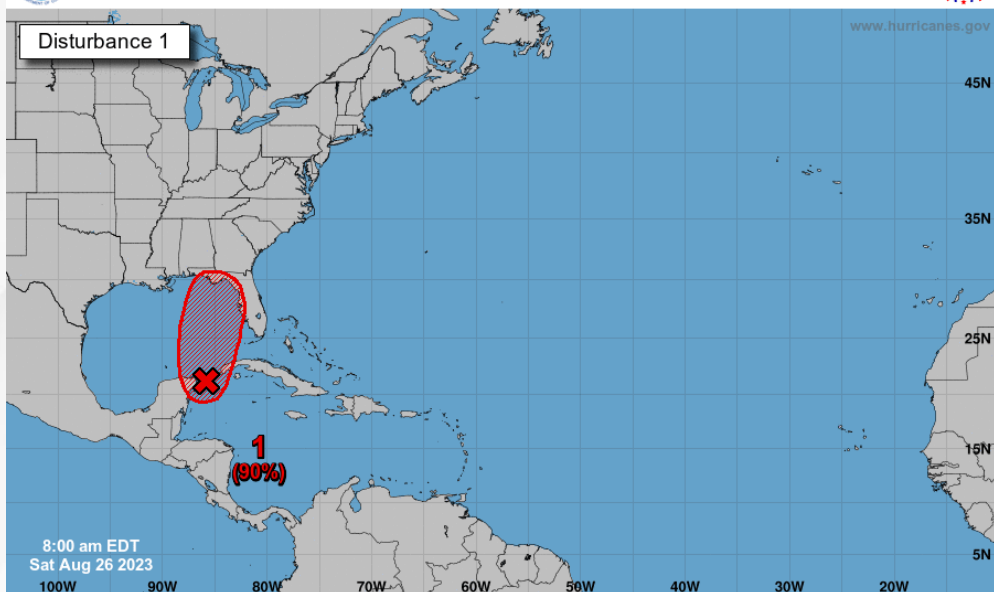 www.hurricanes.gov
Disturbance 1
45N
35N
25N
1
(90%)
15N
8:00 am EDT
Sat Aug 26 2023
5N
100W 90W 80W 70W 60W 50W 40W 30W 20W